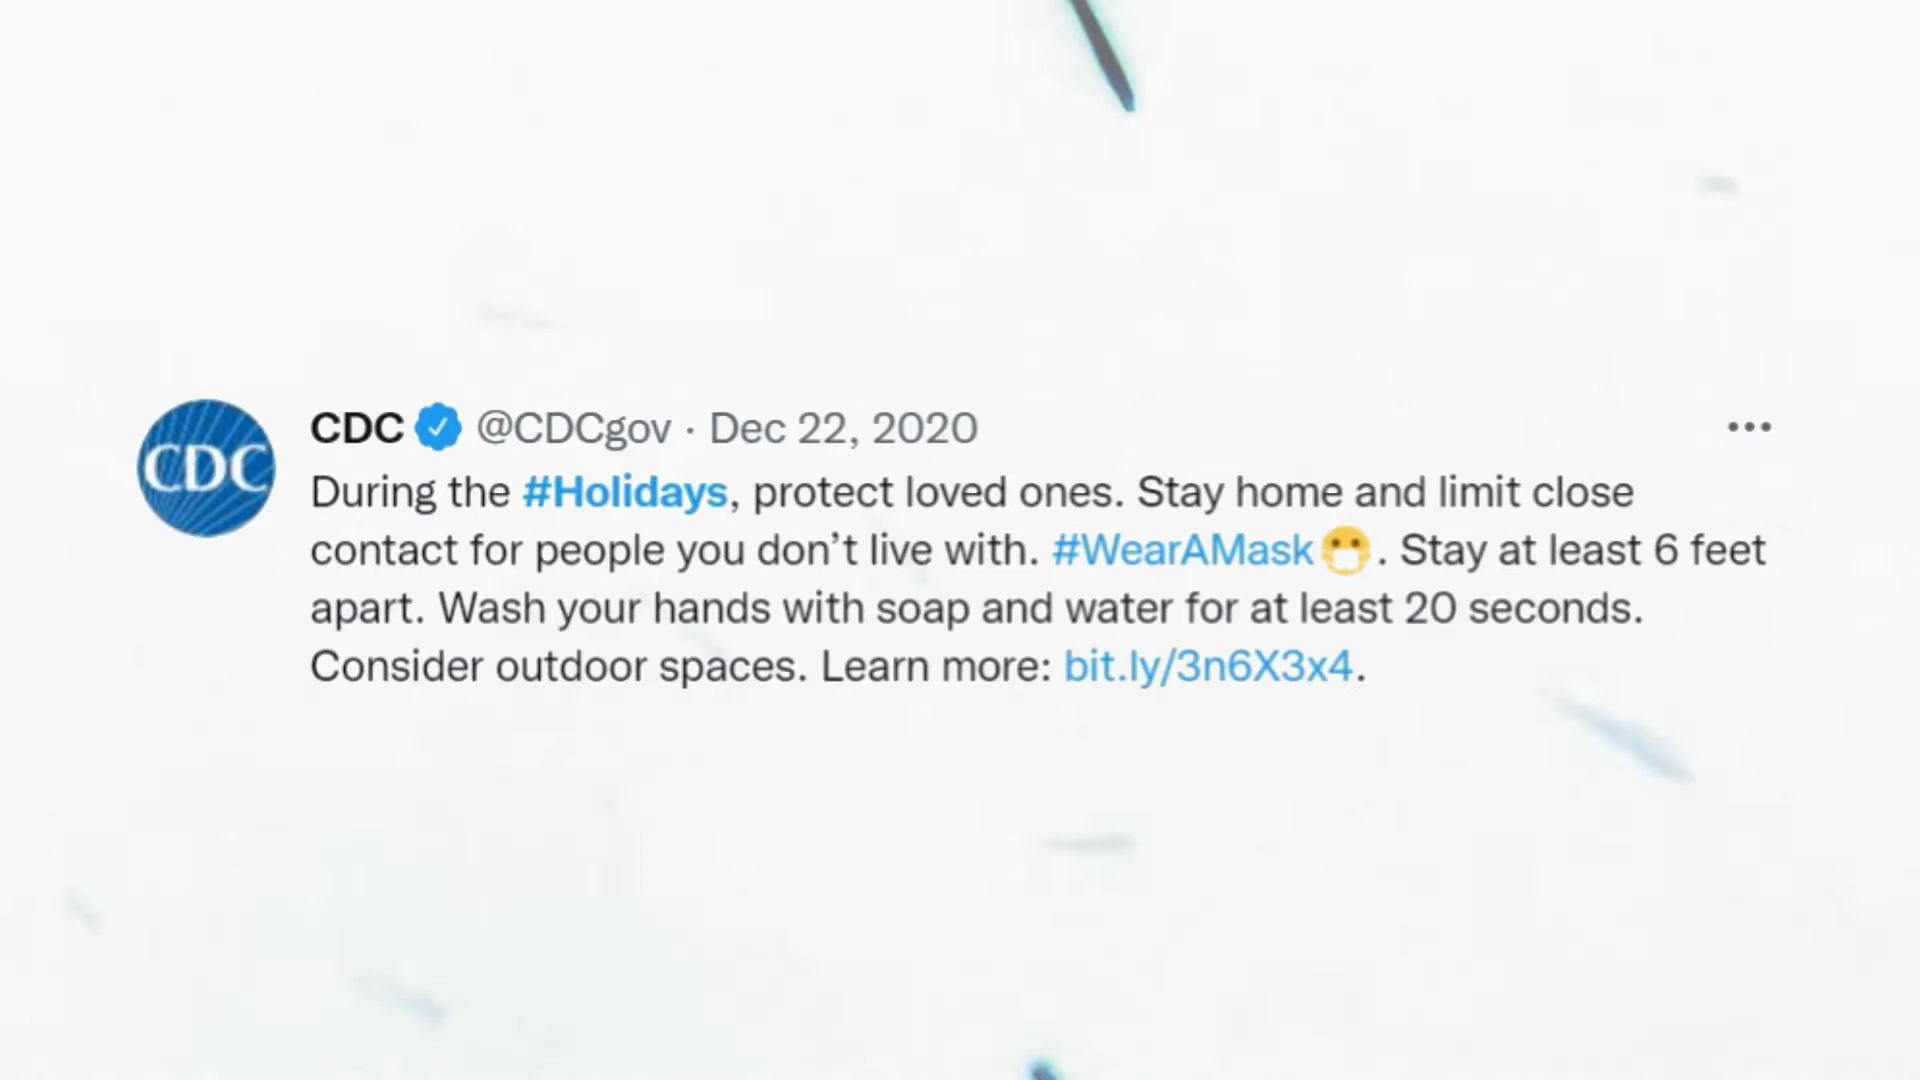 CDC
CDC @CDCgov · Dec 22, 2020
During the #Holidays, protect loved ones. Stay home and limit close
contact for people you don’t live with. #WearAMask😷. Stay at least 6 feet
apart. Wash your hands with soap and water for at least 20 seconds.
Consider outdoor spaces. Learn more: bit.ly/3n6X3x4.